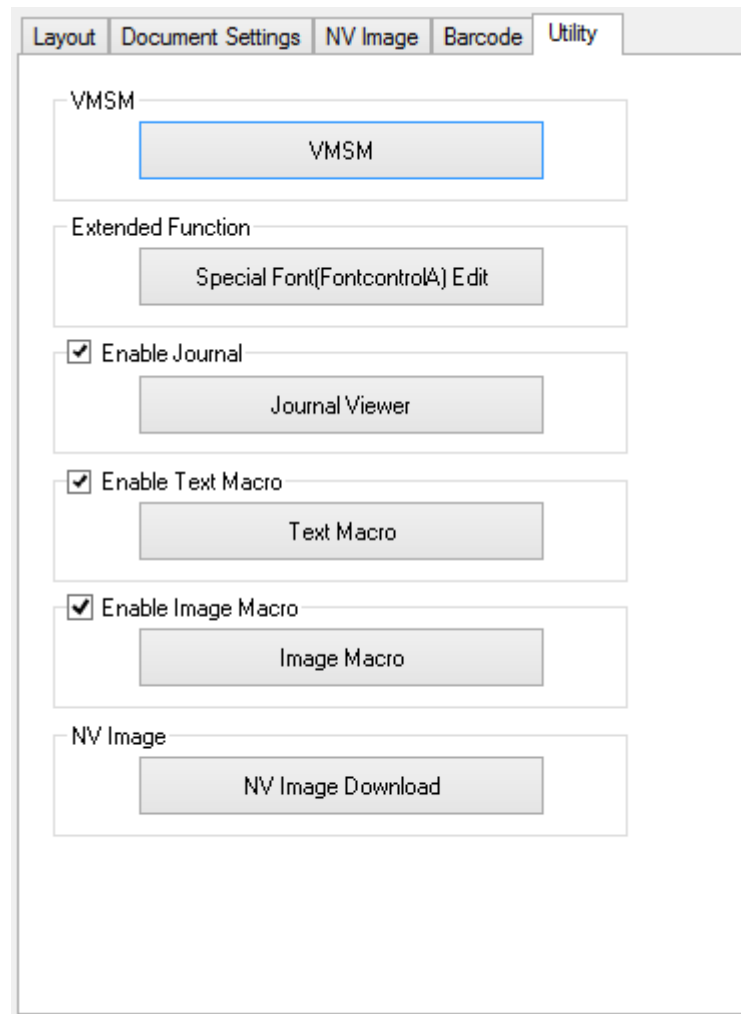 Layout Document Settings NV Image Barcode Utility
VMSM
VMSM
Extended Function
Special Font(FontcontrolA) Edit
Enable Journal
Journal Viewer
Enable Text Macro
Text Macro
Enable Image Macro
Image Macro
NV Image
NV Image Download